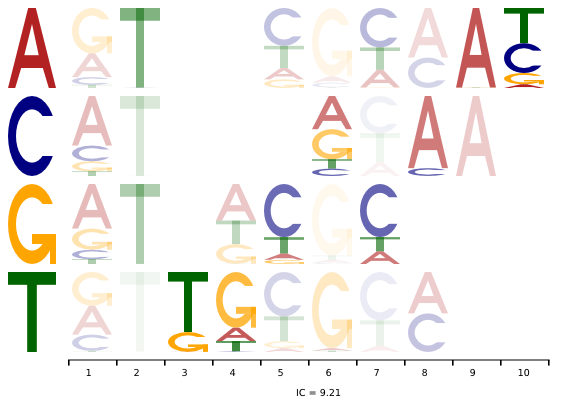 A G A C T C T A G G A C T A A C A T C G A
C A C G T A G T C C T A C A
G A G C T A T G C T A G G C T A
T G A C T T G G A T C T G G C T A C
1 2 3 4 5 6 7 8 9 10
IC = 9.21